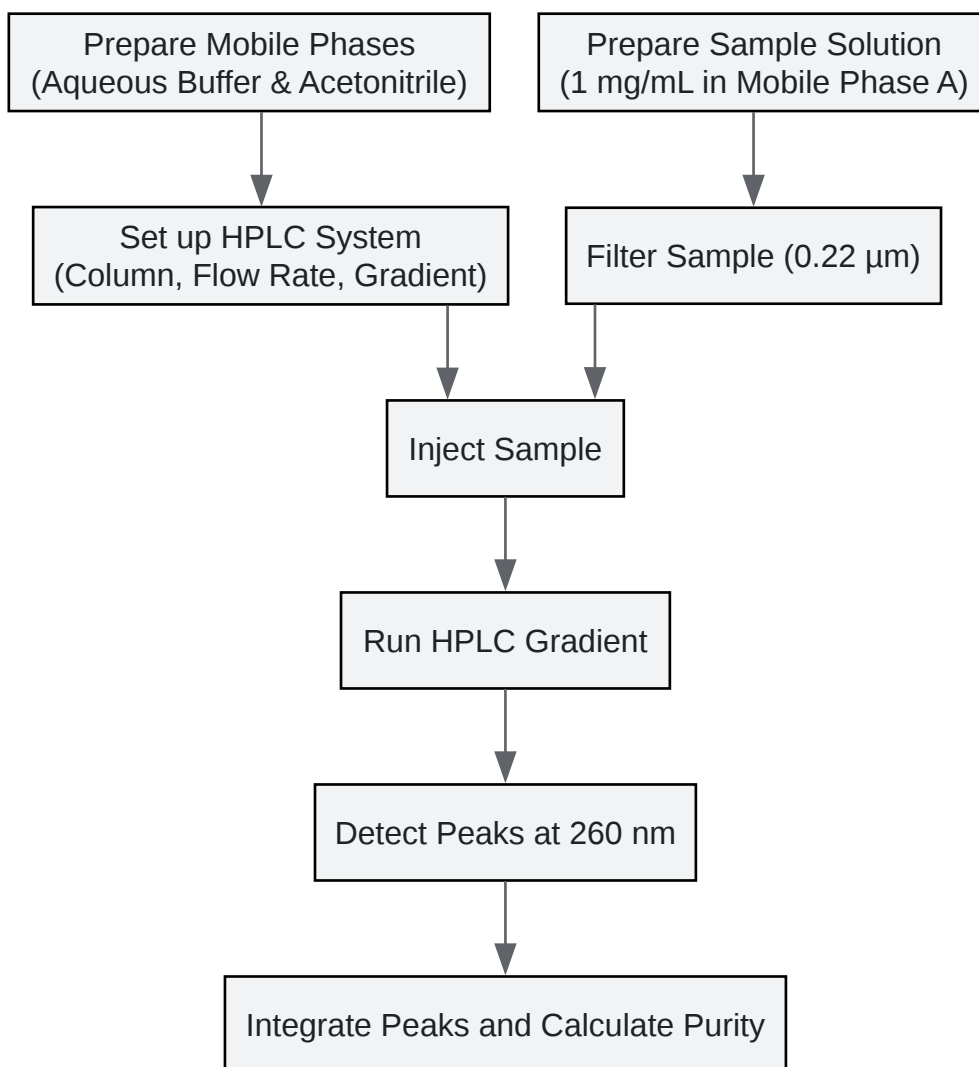 Prepare Mobile Phases
(Aqueous Buffer & Acetonitrile)
Prepare Sample Solution
(1 mg/mL in Mobile Phase A)
Set up HPLC System
(Column, Flow Rate, Gradient)
Filter Sample (0.22 µm)
Inject Sample
Run HPLC Gradient
Detect Peaks at 260 nm
Integrate Peaks and Calculate Purity